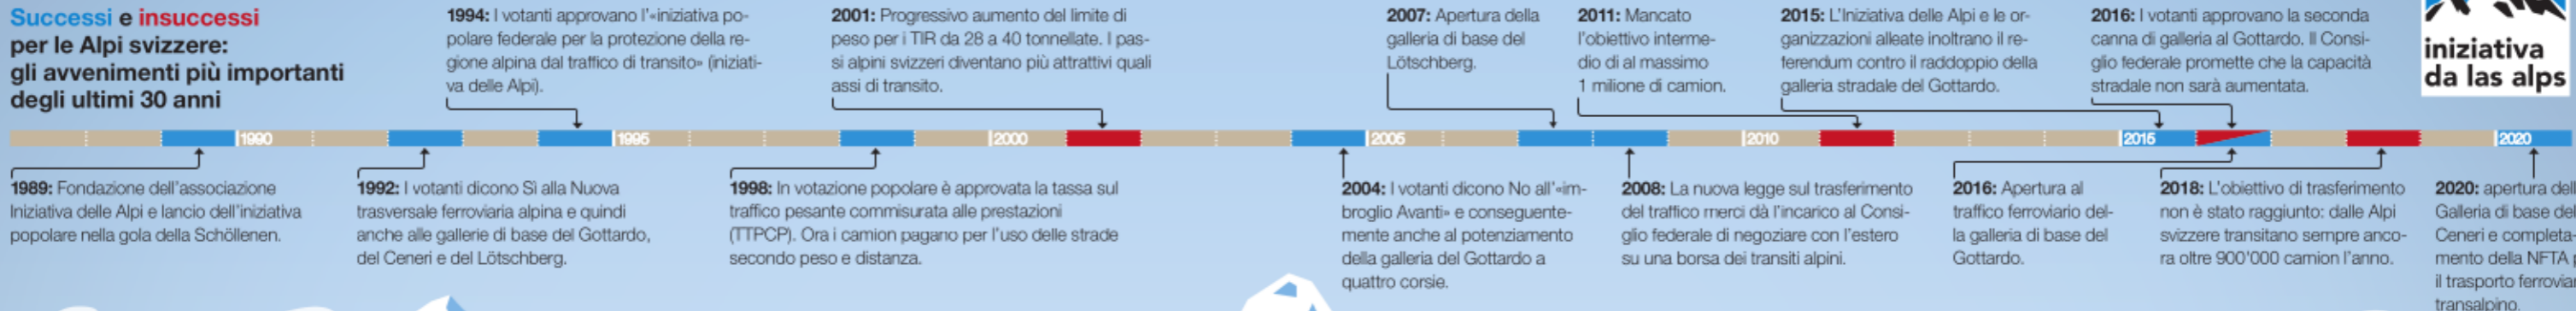 Successi e insuccessi
per le Alpi svizzere:
gli avvenimenti più importanti
degli ultimi 30 anni
1994: I votanti approvano l'«iniziativa po-
polare federale per la protezione della re-
gione alpina dal traffico di transito» (iniziati-
va delle Alpi).
2001: Progressivo aumento del limite di
peso per i TIR da 28 a 40 tonnellate. I pas-
si alpini svizzeri diventano più attrattivi quali
assi di transito.
2007: Apertura della
galleria di base del
Lötschberg.
2011: Mancato
l'obiettivo interme-
dio di al massimo
1 milione di camion.
2015: L'Iniziativa delle Alpi e le or-
ganizzazioni alleate inoltrano il re-
ferendum contro il raddoppio della
galleria stradale del Gottardo.
2016: I votanti approvano la seconda
canna di galleria al Gottardo. Il Consi-
glio federale promette che la capacità
stradale non sarà aumentata.
iniziativa
da las alps
1990
1995
2000
2005
2010
2015
2020
1989: Fondazione dell'associazione
Iniziativa delle Alpi e lancio dell'iniziativa
popolare nella gola della Schöllenen.
1992: I votanti dicono Sì alla Nuova
trasversale ferroviaria alpina e quindi
anche alle gallerie di base del Gottardo,
del Ceneri e del Lötschberg.
1998: In votazione popolare è approvata la tassa sul
traffico pesante commisurata alle prestazioni
(TTPCP). Ora i camion pagano per l'uso delle strade
secondo peso e distanza.
2004: I votanti dicono No all'«im-
broglio Avanti» e conseguente-
mente anche al potenziamento
della galleria del Gottardo a
quattro corsie.
2008: La nuova legge sul trasferimento
del traffico merci dà l'incarico al Consi-
glio federale di negoziare con l'estero
su una borsa dei transiti alpini.
2016: Apertura al
traffico ferroviario del-
la galleria di base del
Gottardo.
2018: L'obiettivo di trasferimento
non è stato raggiunto: dalle Alpi
svizzere transitano sempre anco-
ra oltre 900'000 camion l'anno.
2020: apertura dell
Galleria di base del
Ceneri e completa-
mento della NFTA
il trasporto ferroviar
transalpino.